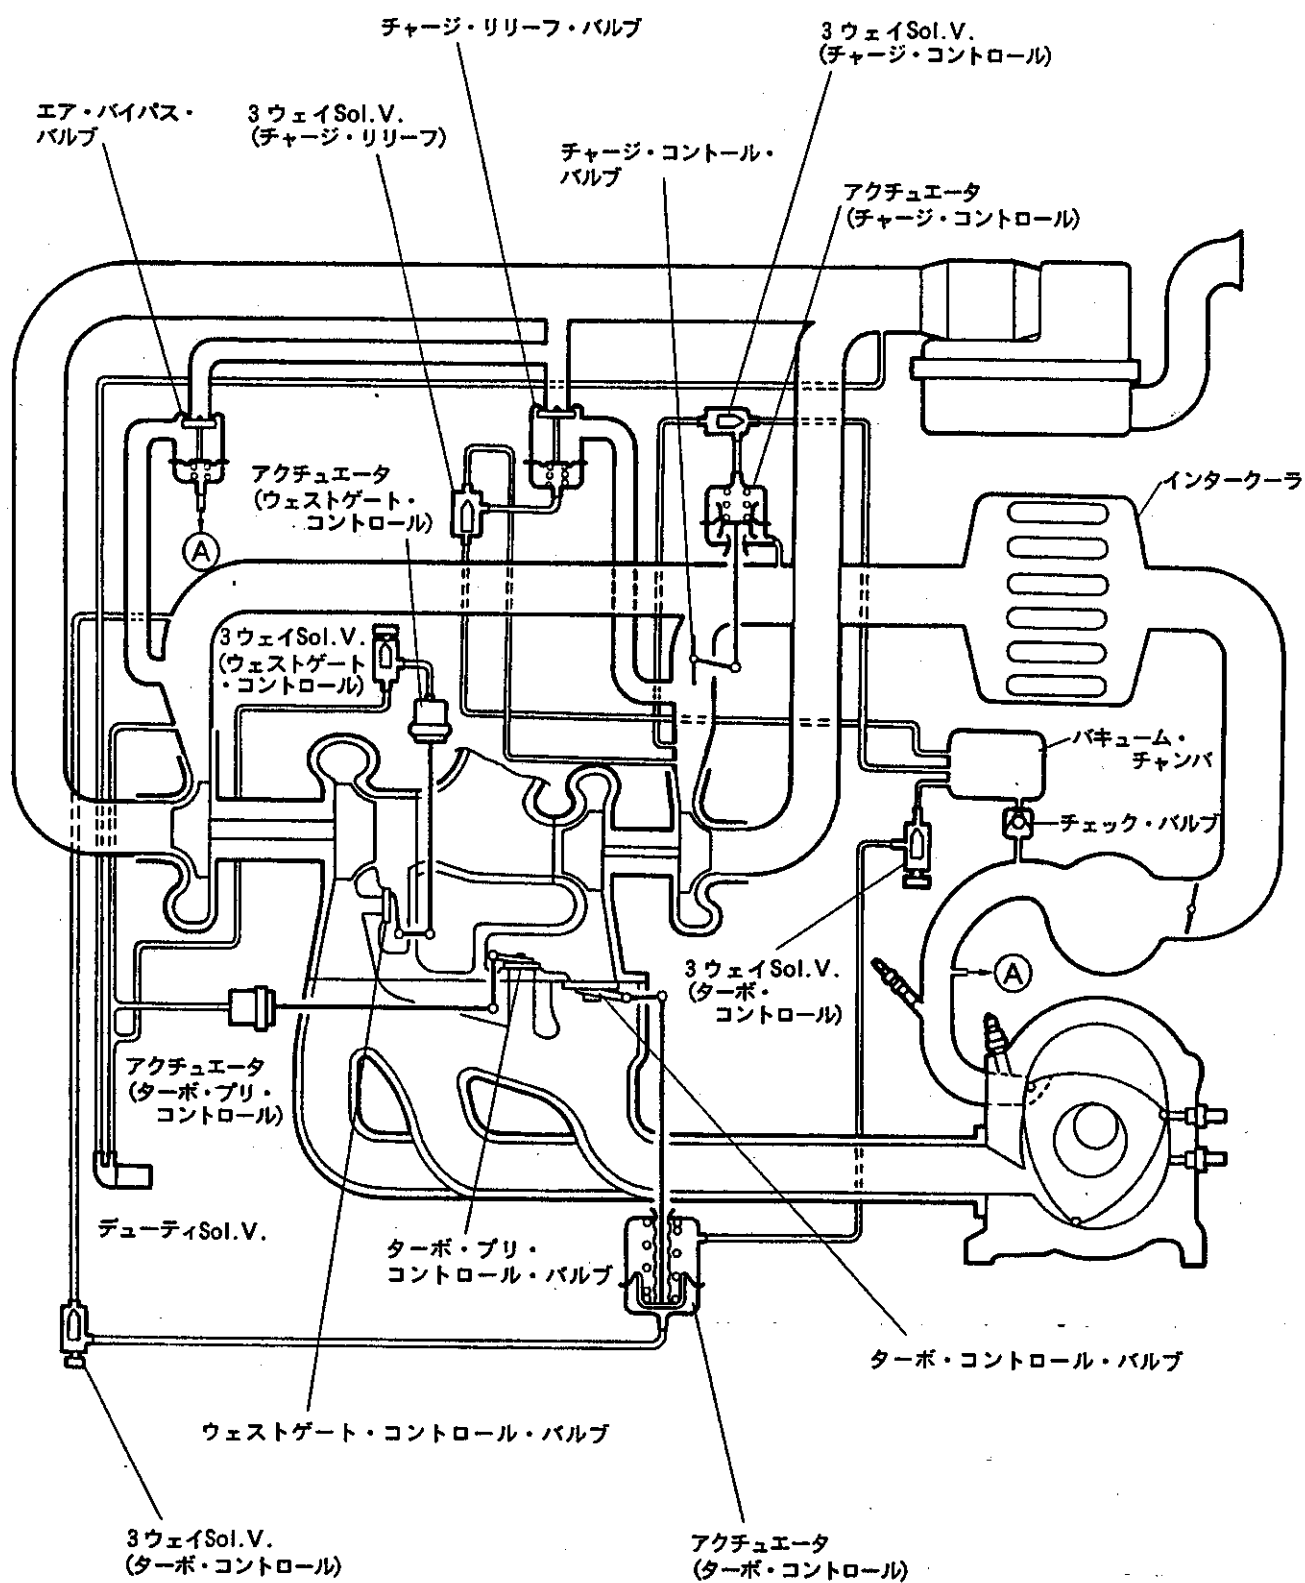 チャージ・リリーフ・バルブ
3ウェイSol.V.
(チャージ・コントロール)
エア・バイパス・
バルブ
3ウェイSol.V.
(チャージ・リリーフ)
チャージ・コントール・
バルブ
アクチュエータ
(チャージ・コントロール)
アクチュエータ
(ウェストゲート・
コントロール)
インタークーラ
A
3ウェイSol.V.
(ウェストゲート
・コントロール)
バキューム・
チャンバ
チェック・バルブ
3ウェイSol.V.
(ターボ・
コントロール)
A
アクチュエータ
(ターボ・プリ・
コントロール)
デューティSol.V.
ターボ・プリ・
コントロール・バルブ
ターボ・コントロール・バルブ
ウェストゲート・コントロール・バルブ
3ウェイSol.V.
(ターボ・コントロール)
アクチュエータ
(ターボ・コントロール)